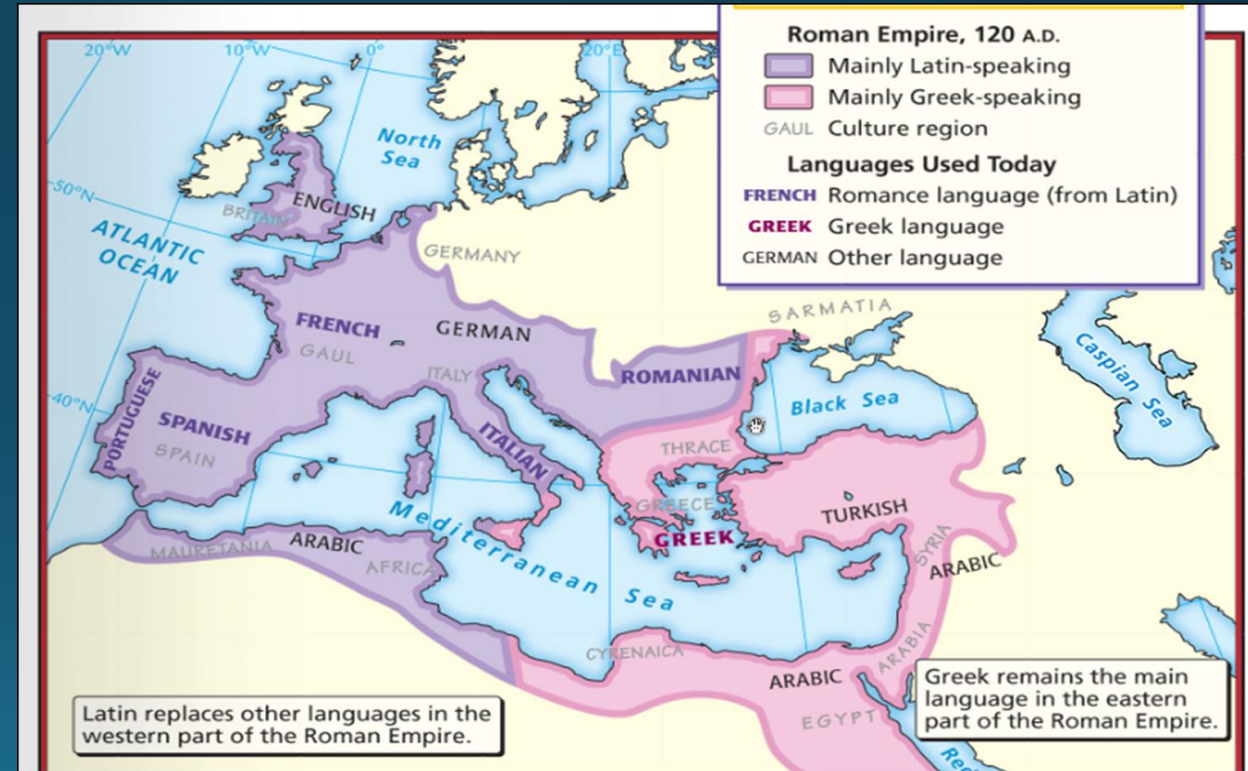 Roman Empire, 120 A.D.
Mainly Latin-speaking
Mainly Greek-speaking
GAUL Culture region
Languages Used Today
FRENCH Romance language (from Latin)
GREEK Greek language
GERMAN Other language
20°W
10°W
0°
20°E
50°N
40°N
North
Sea
ATLANTIC
OCEAN
BRITAIN
ENGLISH
GERMANY
SARMATIA
FRENCH
GERMAN
GAUL
ITALY
ROMANIAN
Black Sea
Caspian Sea
PORTUGUESE
SPANISH
SPAIN
ITALIAN
THRACE
GREECE
GREEK
TURKISH
Mediterranean Sea
MAURETANIA
ARABIC
AFRICA
SYRIA
ARABIC
CYRENAICA
ARABIA
ARABIC
EGYPT
Red
Latin replaces other languages in the
western part of the Roman Empire.
Greek remains the main
language in the eastern
part of the Roman Empire.